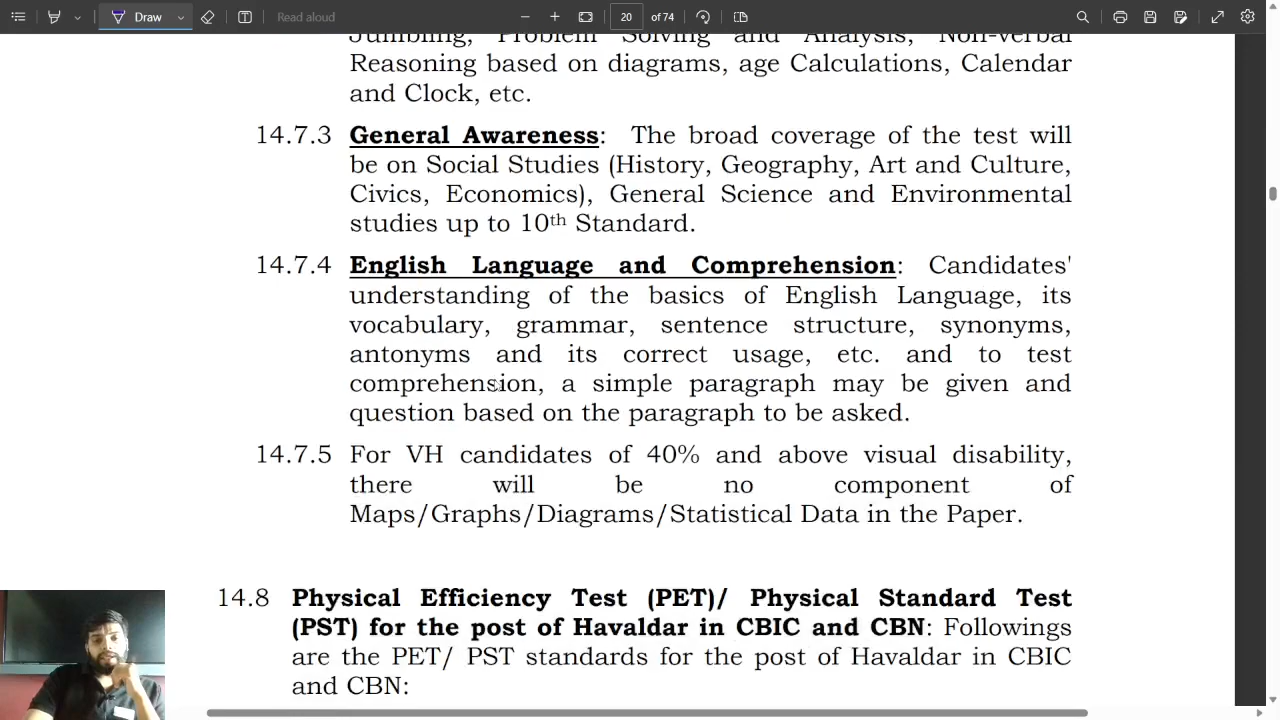 Draw
Read aloud
20 of 74
Jumbling, Problem Solving and Analysis, Non-verbal
Reasoning based on diagrams, age Calculations, Calendar
and Clock, etc.
14.7.3 General Awareness: The broad coverage of the test will
be on Social Studies (History, Geography, Art and Culture,
Civics, Economics), General Science and Environmental
studies up to 10th Standard.
14.7.4 English Language and Comprehension: Candidates'
understanding of the basics of English Language, its
vocabulary, grammar, sentence structure, synonyms,
antonyms and its correct usage, etc. and to test
comprehension, a simple paragraph may be given and
question based on the paragraph to be asked.
14.7.5 For VH candidates of 40% and above visual disability,
there will be no component of
Maps/Graphs/Diagrams/Statistical Data in the Paper.
14.8 Physical Efficiency Test (PET)/ Physical Standard Test
(PST) for the post of Havaldar in CBIC and CBN: Followings
are the PET/ PST standards for the post of Havaldar in CBIC
and CBN: